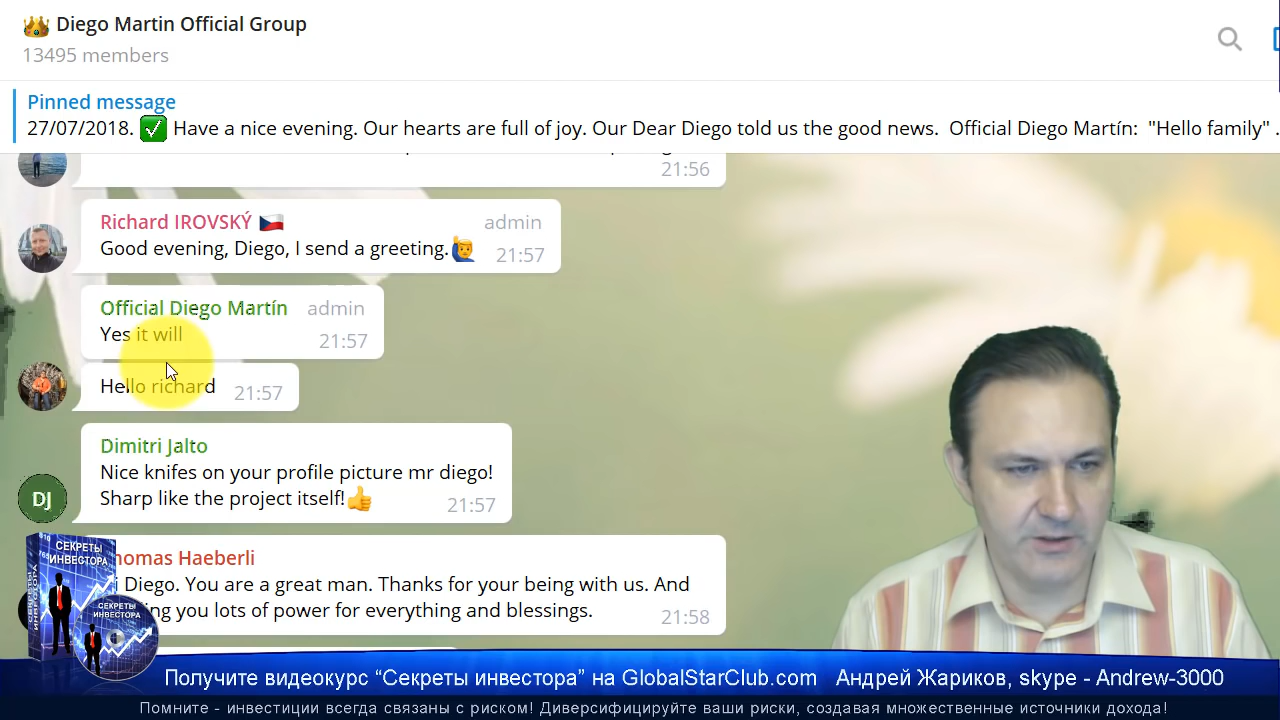 👑 Diego Martin Official Group
13495 members
Pinned message
27/07/2018. ✅ Have a nice evening. Our hearts are full of joy. Our Dear Diego told us the good news. Official Diego Martín: "Hello family" .
21:56
Richard IROVSKÝ 🇨🇿 admin
Good evening, Diego, I send a greeting.🙋‍♂️ 21:57
Official Diego Martín admin
Yes it will 21:57
Hello richard 21:57
Dimitri Jalto
Nice knifes on your profile picture mr diego!
Sharp like the project itself!👍 21:57
DJ
homas Haeberli
i Diego. You are a great man. Thanks for your being with us. And
ng you lots of power for everything and blessings. 21:58
СЕКРЕТЫ
ИНВЕСТОРА
СЕКРЕТЫ ИНВЕСТОРА
СЕКРЕТЫ
ИНВЕСТОРА
Получите видеокурс “Секреты инвестора” на GlobalStarClub.com Андрей Жариков, skype - Andrew-3000
Помните - инвестиции всегда связаны с риском! Диверсифицируйте ваши риски, создавая множественные источники дохода!